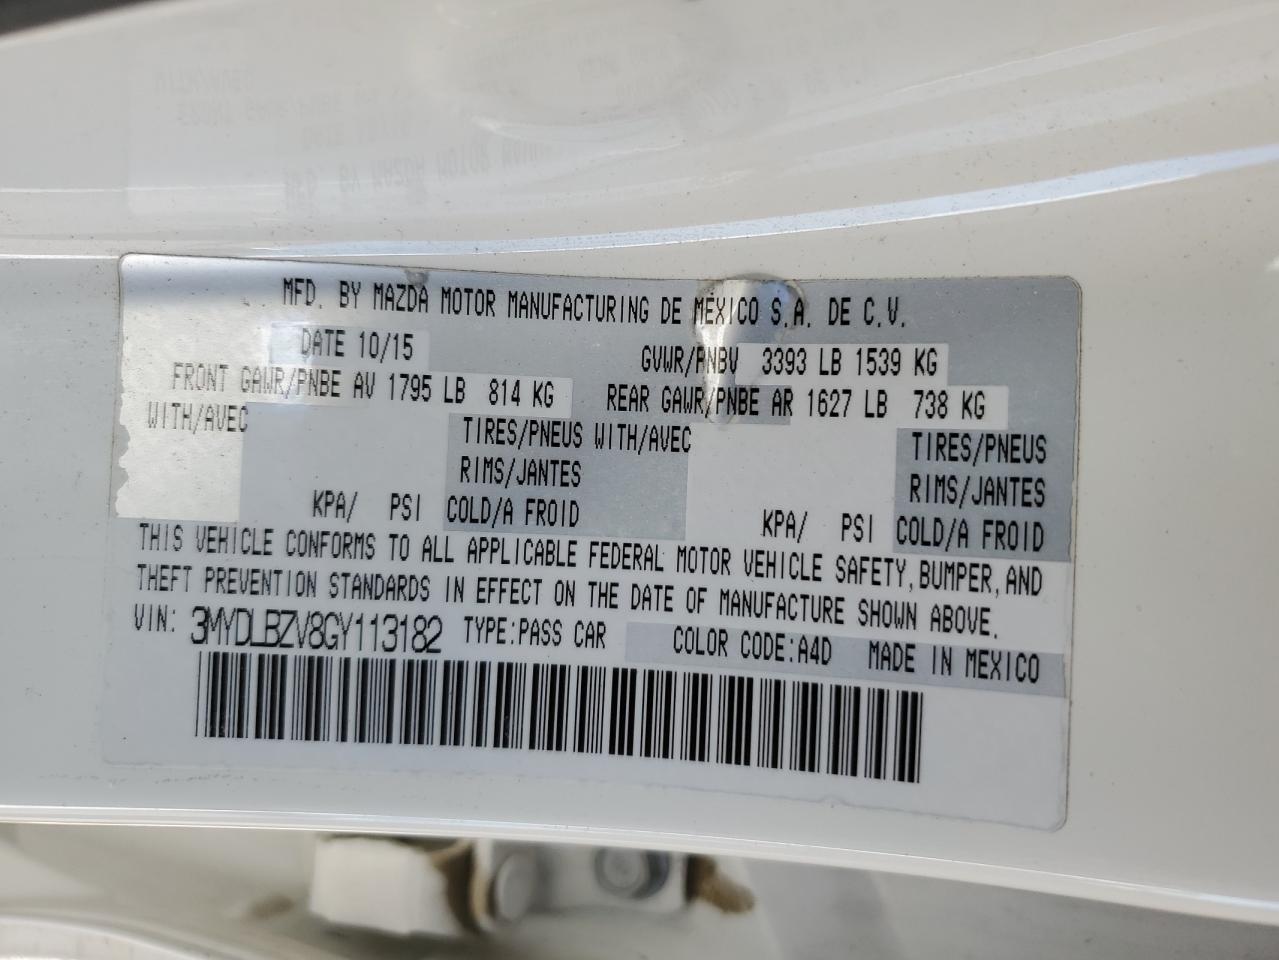 MFD. BY MAZDA MOTOR MANUFACTURING DE MEXICO S.A. DE C.V.
DATE 10/15 GVWR/PNBV 3393 LB 1539 KG
FRONT GAWR/PNBE AV 1795 LB 814 KG REAR GAWR/PNBE AR 1627 LB 738 KG
WITH/AVEC TIRES/PNEUS WITH/AVEC TIRES/PNEUS
RIMS/JANTES RIMS/JANTES
KPA/ PSI COLD/A FROID KPA/ PSI COLD/A FROID
THIS VEHICLE CONFORMS TO ALL APPLICABLE FEDERAL MOTOR VEHICLE SAFETY, BUMPER, AND
THEFT PREVENTION STANDARDS IN EFFECT ON THE DATE OF MANUFACTURE SHOWN ABOVE.
VIN: 3MYDLBZV8GY113182 TYPE:PASS CAR COLOR CODE:A4D MADE IN MEXICO